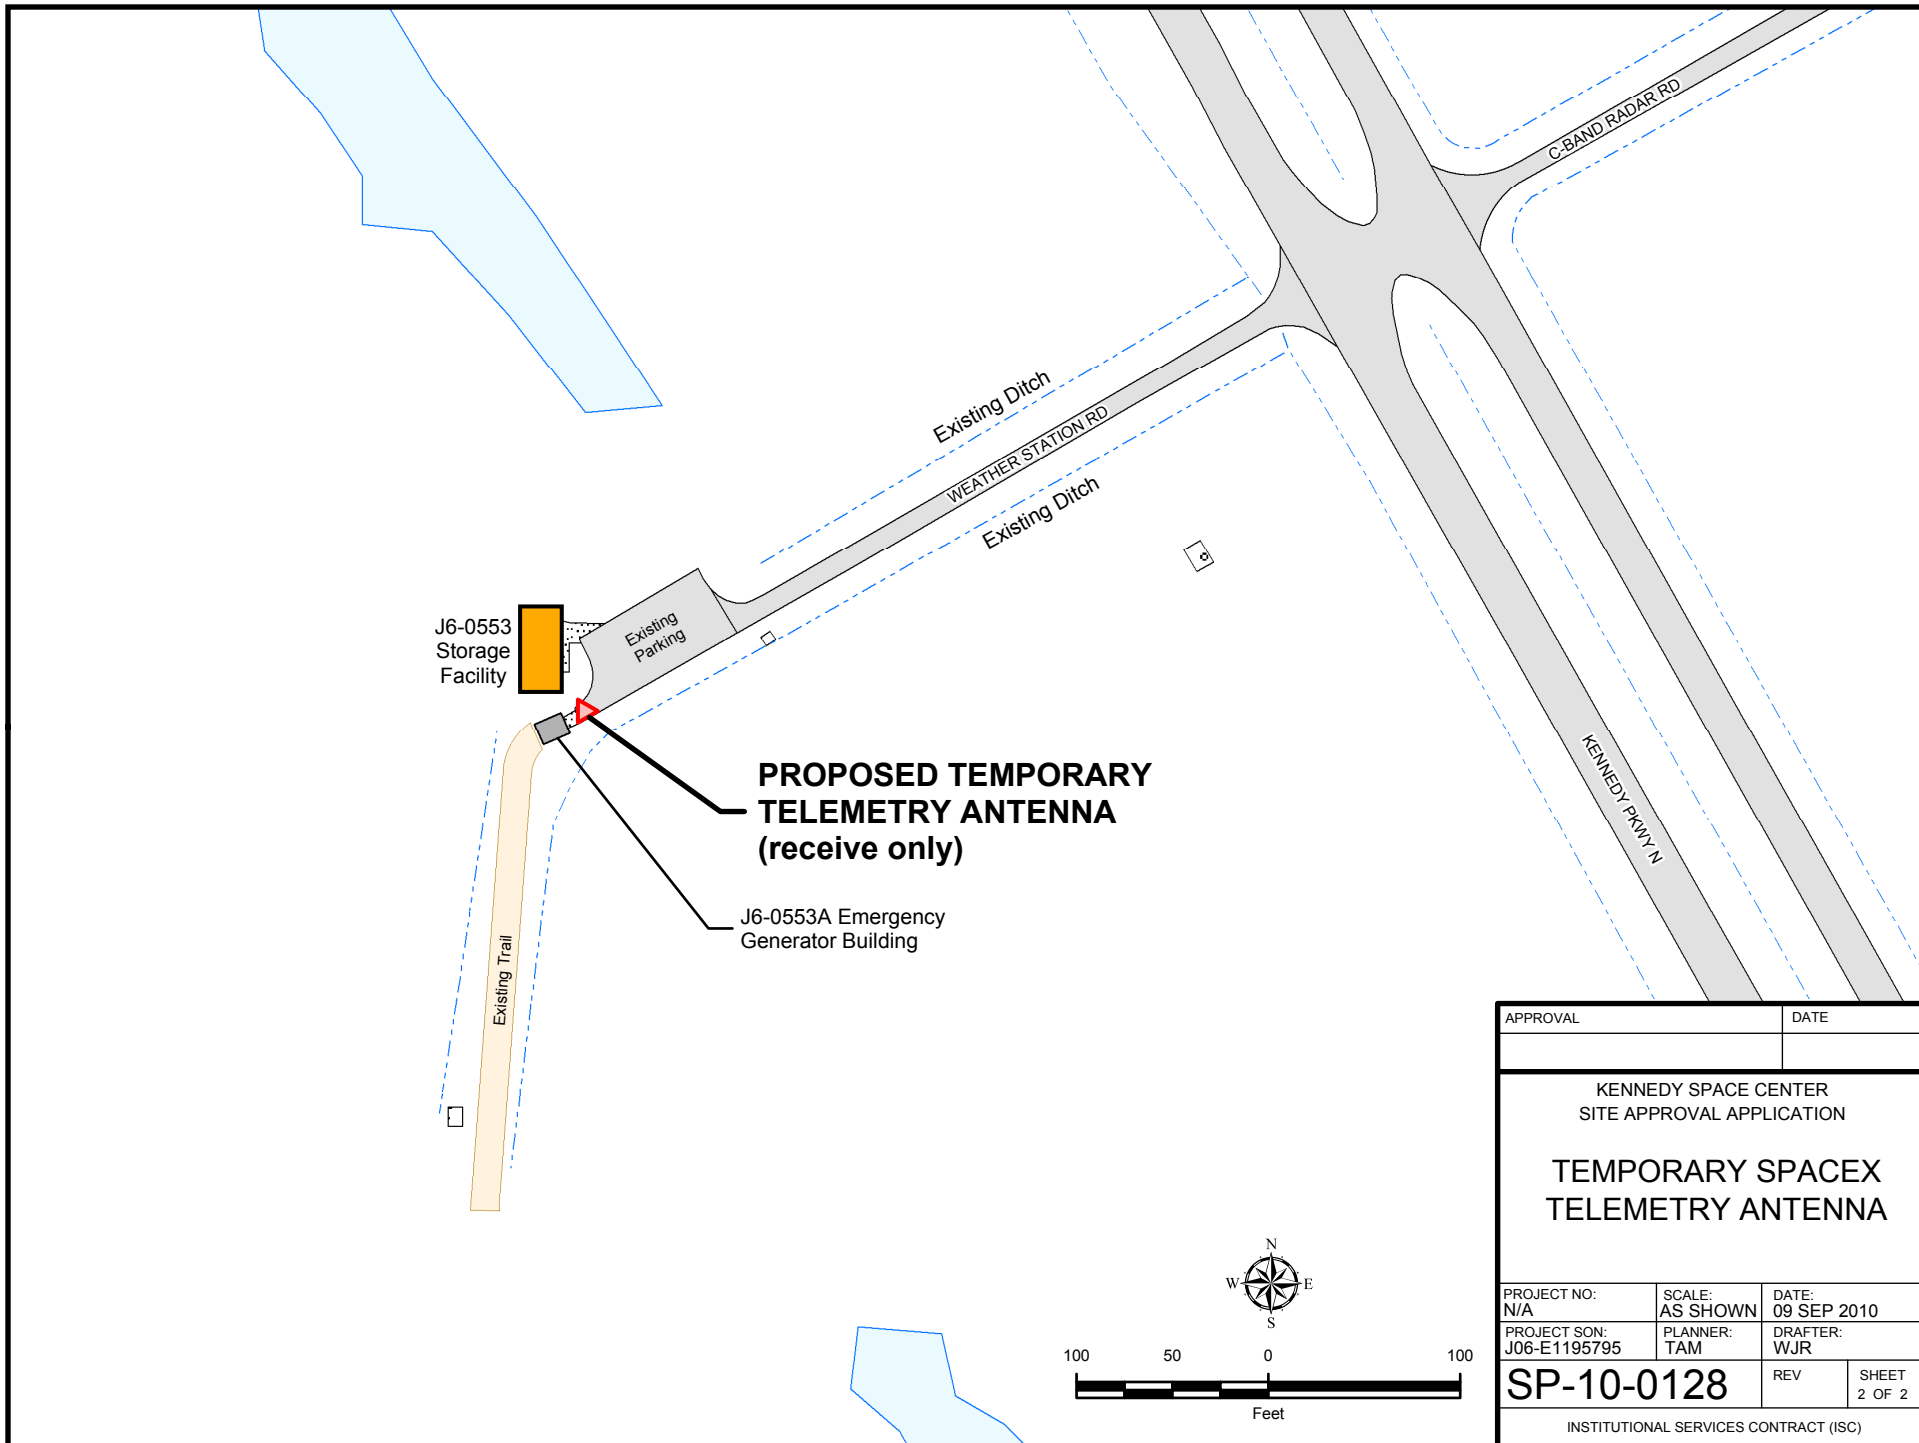 C-BAND RADAR RD
Existing Ditch
WEATHER STATION RD
Existing Ditch
J6-0553
Storage
Facility
Existing
Parking
PROPOSED TEMPORARY
TELEMETRY ANTENNA
(receive only)
KENNEDY PKWY N
J6-0553A Emergency
Generator Building
Existing Trail
N
W
E
S
100
50
0
100
Feet
APPROVAL
DATE
KENNEDY SPACE CENTER
SITE APPROVAL APPLICATION
TEMPORARY SPACEX
TELEMETRY ANTENNA
PROJECT NO:
N/A
SCALE:
AS SHOWN
DATE:
09 SEP 2010
PROJECT SON:
J06-E1195795
PLANNER:
TAM
DRAFTER:
WJR
SP-10-0128
REV
SHEET
2 OF 2
INSTITUTIONAL SERVICES CONTRACT (ISC)